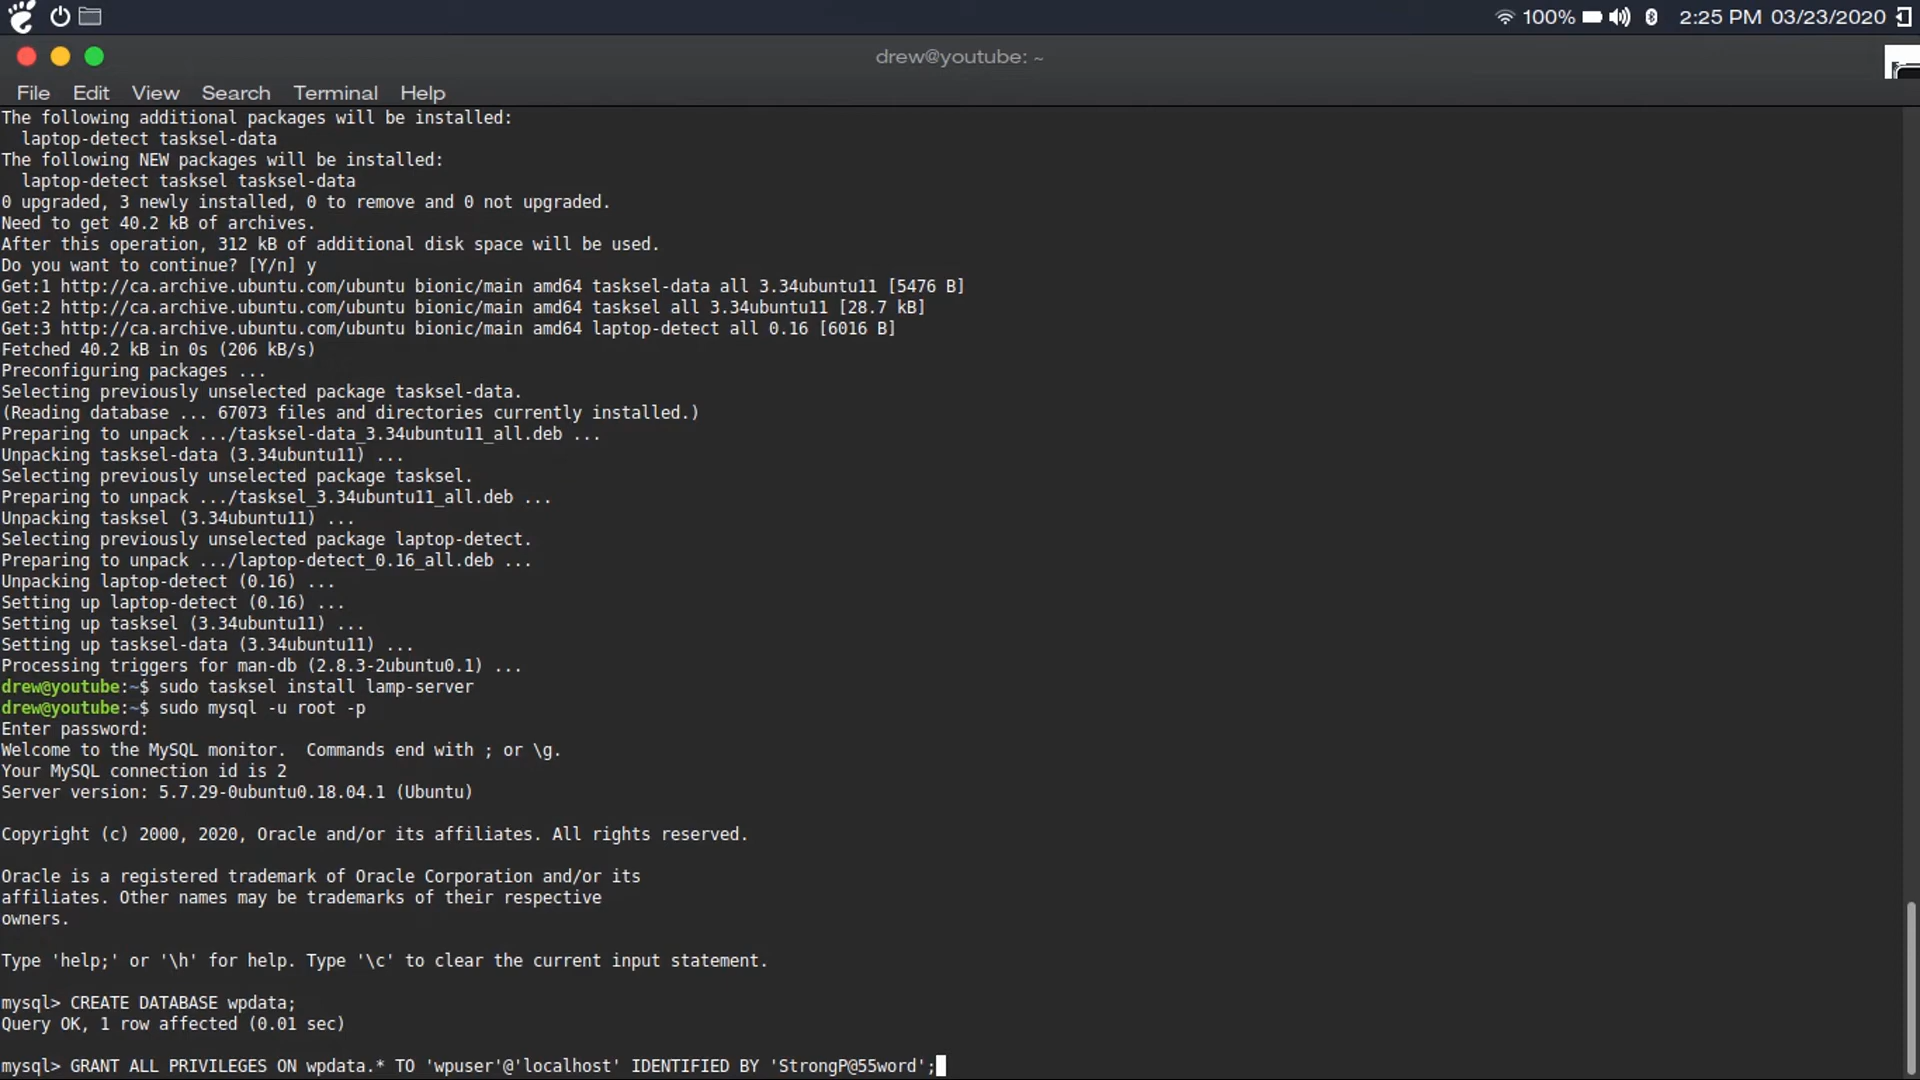 100% 2:25 PM 03/23/2020
drew@youtube: ~
File Edit View Search Terminal Help
The following additional packages will be installed:
  laptop-detect tasksel-data
The following NEW packages will be installed:
  laptop-detect tasksel tasksel-data
0 upgraded, 3 newly installed, 0 to remove and 0 not upgraded.
Need to get 40.2 kB of archives.
After this operation, 312 kB of additional disk space will be used.
Do you want to continue? [Y/n] y
Get:1 http://ca.archive.ubuntu.com/ubuntu bionic/main amd64 tasksel-data all 3.34ubuntu11 [5476 B]
Get:2 http://ca.archive.ubuntu.com/ubuntu bionic/main amd64 tasksel all 3.34ubuntu11 [28.7 kB]
Get:3 http://ca.archive.ubuntu.com/ubuntu bionic/main amd64 laptop-detect all 0.16 [6016 B]
Fetched 40.2 kB in 0s (206 kB/s)
Preconfiguring packages ...
Selecting previously unselected package tasksel-data.
(Reading database ... 67073 files and directories currently installed.)
Preparing to unpack .../tasksel-data_3.34ubuntu11_all.deb ...
Unpacking tasksel-data (3.34ubuntu11) ...
Selecting previously unselected package tasksel.
Preparing to unpack .../tasksel_3.34ubuntu11_all.deb ...
Unpacking tasksel (3.34ubuntu11) ...
Selecting previously unselected package laptop-detect.
Preparing to unpack .../laptop-detect_0.16_all.deb ...
Unpacking laptop-detect (0.16) ...
Setting up laptop-detect (0.16) ...
Setting up tasksel (3.34ubuntu11) ...
Setting up tasksel-data (3.34ubuntu11) ...
Processing triggers for man-db (2.8.3-2ubuntu0.1) ...
drew@youtube:~$ sudo tasksel install lamp-server
drew@youtube:~$ sudo mysql -u root -p
Enter password:
Welcome to the MySQL monitor.  Commands end with ; or \g.
Your MySQL connection id is 2
Server version: 5.7.29-0ubuntu0.18.04.1 (Ubuntu)
Copyright (c) 2000, 2020, Oracle and/or its affiliates. All rights reserved.
Oracle is a registered trademark of Oracle Corporation and/or its
affiliates. Other names may be trademarks of their respective
owners.
Type 'help;' or '\h' for help. Type '\c' to clear the current input statement.
mysql> CREATE DATABASE wpdata;
Query OK, 1 row affected (0.01 sec)
mysql> GRANT ALL PRIVILEGES ON wpdata.* TO 'wpuser'@'localhost' IDENTIFIED BY 'StrongP@55word';